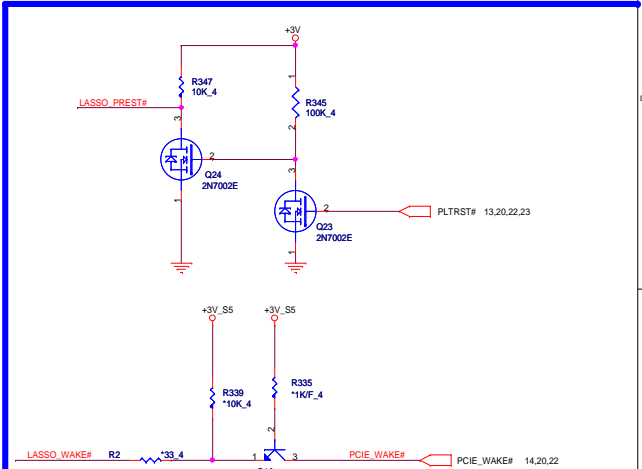 +3V
R347
10K_4
LASSO_PREST#
1
R345
100K_4
3
2
Q24
2
2N7002E
3
1
2
PLTRST# 13,20,22,23
Q23
2N7002E
1
+3V_S5
+3V_S5
R339
*10K_4
R335
*1K/F_4
2
LASSO_WAKE#
R2
*33_4
1
3
PCIE_WAKE#
PCIE_WAKE# 14,20,22